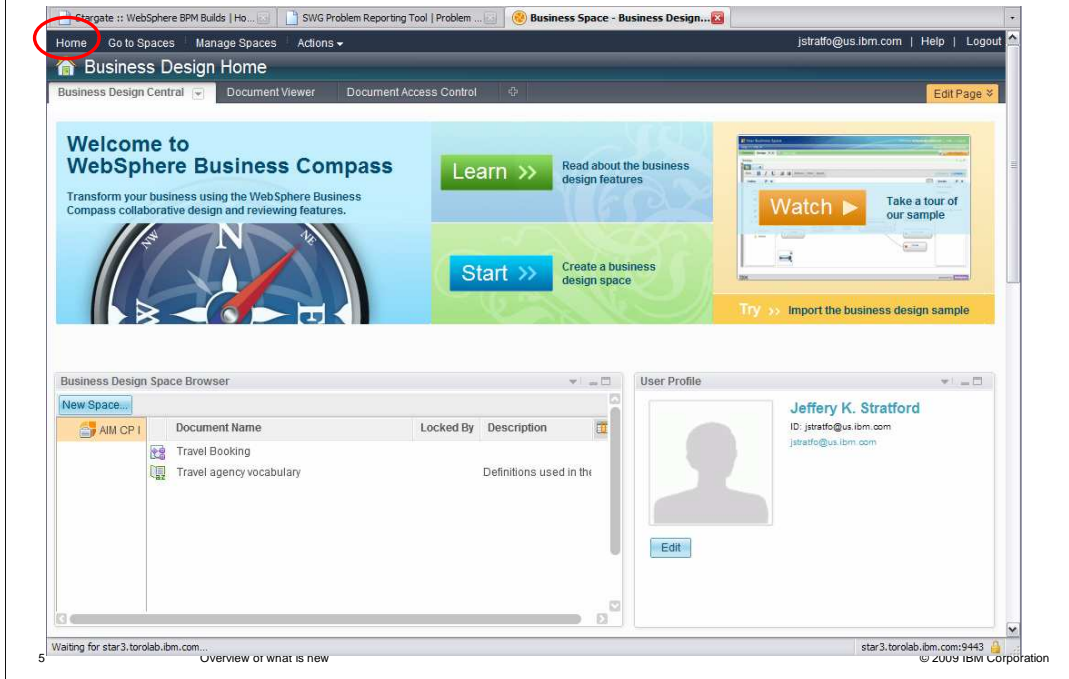 Stargate :: WebSphere BPM Builds | Ho...
SWG Problem Reporting Tool | Problem ...
Business Space - Business Design...
Home
Go to Spaces
Manage Spaces
Actions
jstratfo@us.ibm.com | Help | Logout
Business Design Home
Business Design Central
Document Viewer
Document Access Control
Edit Page
Welcome to
WebSphere Business Compass
Transform your business using the WebSphere Business
Compass collaborative design and reviewing features.
NW
N
NE
W
E
Learn >>
Read about the business
design features
Start >>
Create a business
design space
Watch
Take a tour of
our sample
Try >> Import the business design sample
Business Design Space Browser
New Space...
AIM CP I
Document Name
Locked By
Description
Travel Booking
Travel agency vocabulary
Definitions used in the
User Profile
Jeffery K. Stratford
ID: jstratfo@us.ibm.com
jstratfo@us.ibm.com
Edit
Waiting for star3.torolab.ibm.com...
star3.torolab.ibm.com:9443
5
Overview of what is new
© 2009 IBM Corporation